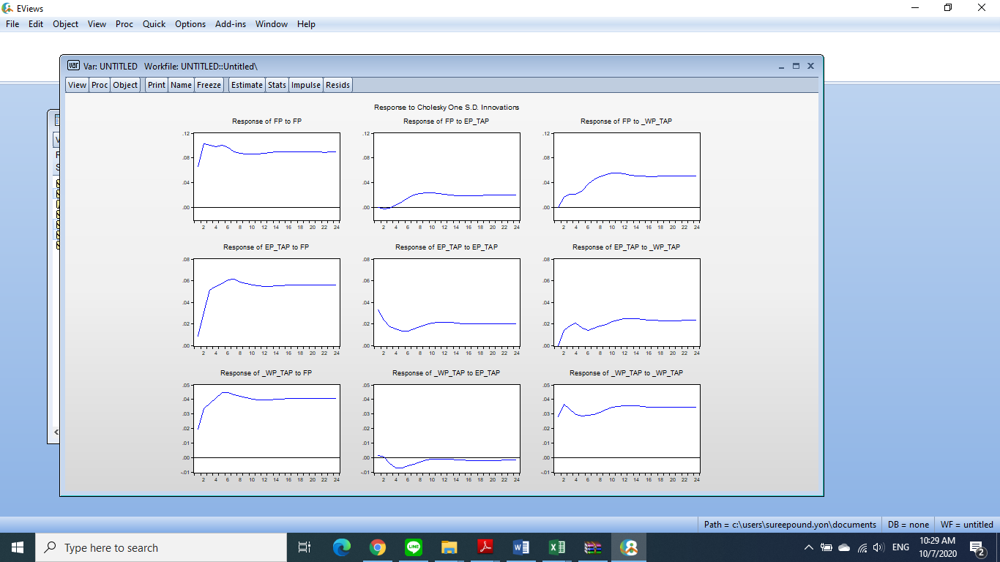 EViews
File Edit Object View Proc Quick Options Add-ins Window Help
Var: UNTITLED Workfile: UNTITLED::Untitled\
View Proc Object Print Name Freeze Estimate Stats Impulse Resids
Response to Cholesky One S.D. Innovations
Response of FP to FP
.12
.08
.04
.00
2 4 6 8 10 12 14 16 18 20 22 24
Response of FP to EP_TAP
.12
.08
.04
.00
2 4 6 8 10 12 14 16 18 20 22 24
Response of FP to _WP_TAP
.12
.08
.04
.00
2 4 6 8 10 12 14 16 18 20 22 24
Response of EP_TAP to FP
.08
.06
.04
.02
.00
2 4 6 8 10 12 14 16 18 20 22 24
Response of EP_TAP to EP_TAP
.08
.06
.04
.02
.00
2 4 6 8 10 12 14 16 18 20 22 24
Response of EP_TAP to _WP_TAP
.08
.06
.04
.02
.00
2 4 6 8 10 12 14 16 18 20 22 24
Response of _WP_TAP to FP
.05
.04
.03
.02
.01
.00
-.01
2 4 6 8 10 12 14 16 18 20 22 24
Response of _WP_TAP to EP_TAP
.05
.04
.03
.02
.01
.00
-.01
2 4 6 8 10 12 14 16 18 20 22 24
Response of _WP_TAP to _WP_TAP
.05
.04
.03
.02
.01
.00
-.01
2 4 6 8 10 12 14 16 18 20 22 24
Path = c:\users\sureepound.yon\documents DB = none WF = untitled
Type here to search
LINE
W
X
ENG
10:29 AM
10/7/2020
2